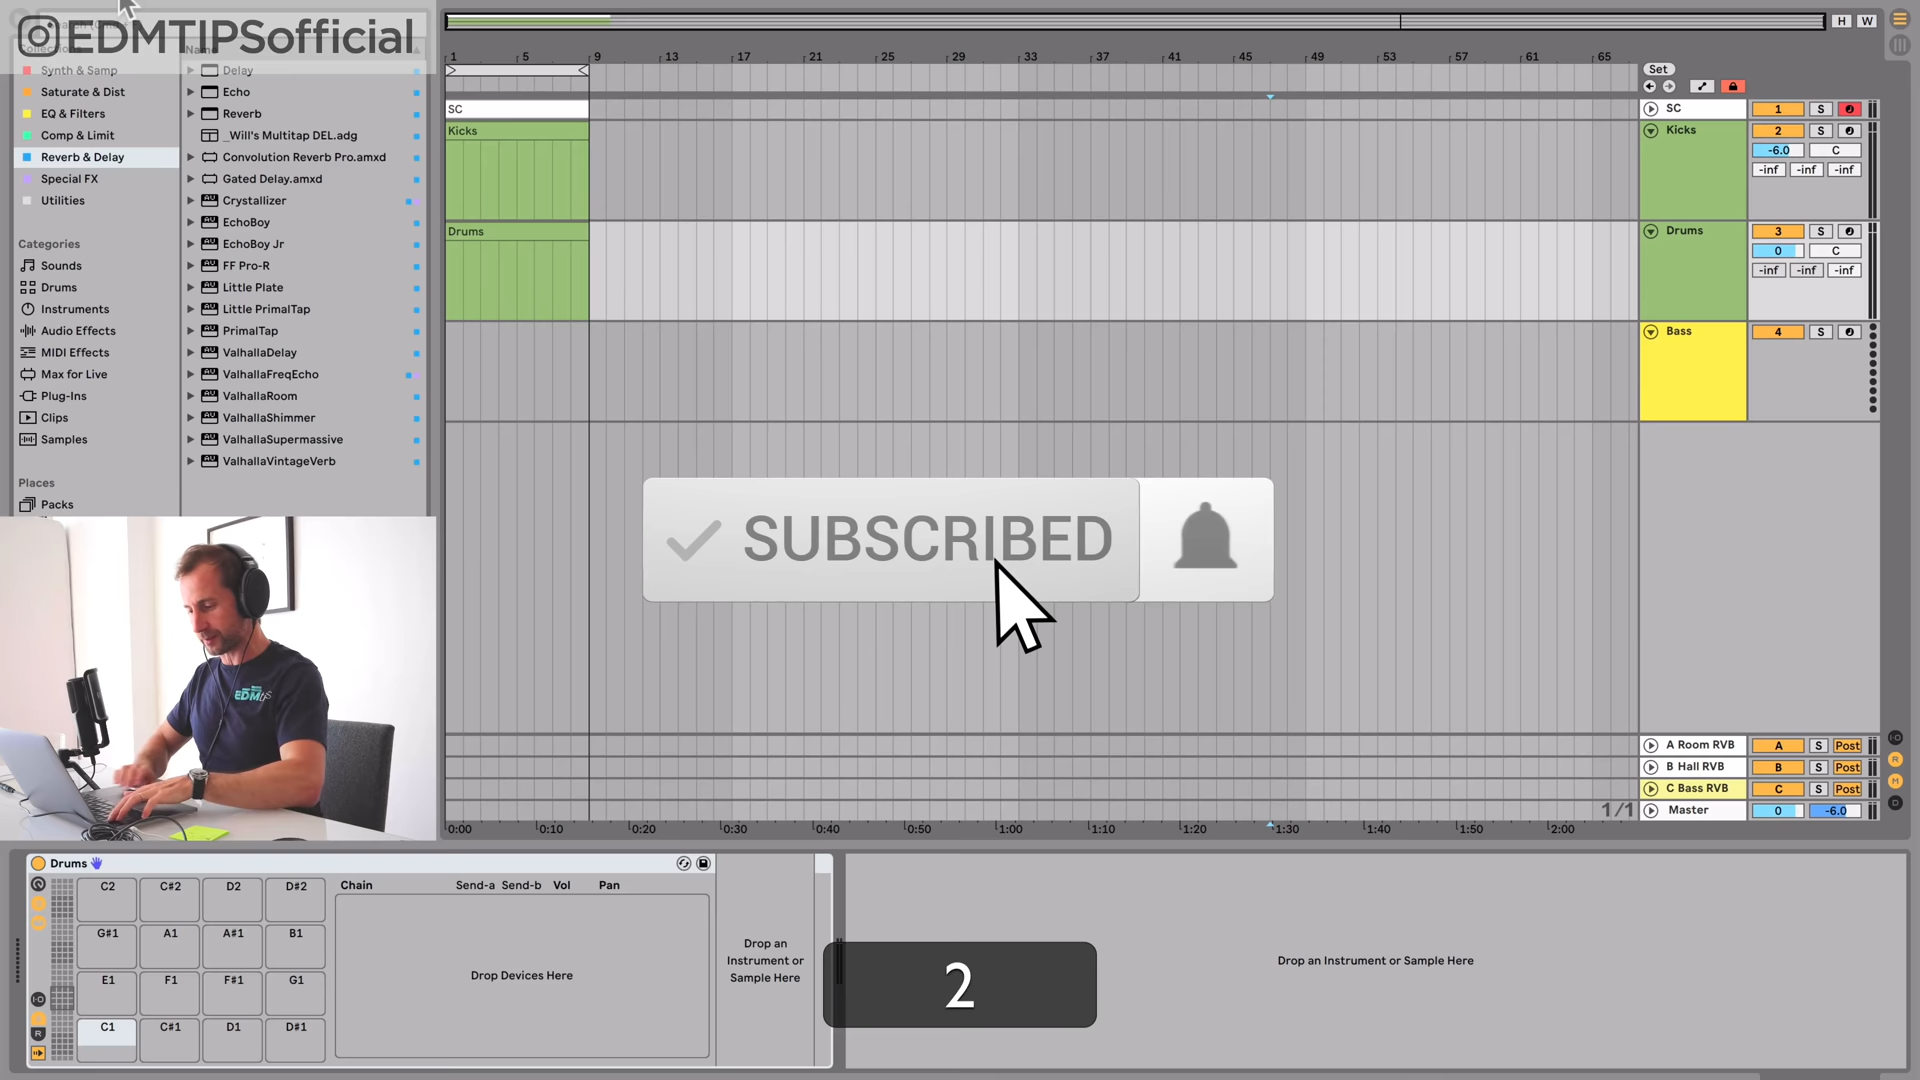 EDMTIPSofficial
Name
H W
1 5 9 13 17 21 25 29 33 37 41 45 49 53 57 61 65
Synth & Samp
Saturate & Dist
EQ & Filters
Comp & Limit
Reverb & Delay
Special FX
Utilities
Categories
Sounds
Drums
Instruments
Audio Effects
MIDI Effects
Max for Live
Plug-Ins
Clips
Samples
Places
Packs
Delay
Echo
Reverb
_Will's Multitap DEL.adg
Convolution Reverb Pro.amxd
Gated Delay.amxd
Crystallizer
EchoBoy
EchoBoy Jr
FF Pro-R
Little Plate
Little PrimalTap
PrimalTap
ValhallaDelay
ValhallaFreqEcho
ValhallaRoom
ValhallaShimmer
ValhallaSupermassive
ValhallaVintageVerb
SC
Kicks
Drums
Set
SC 1 S
Kicks 2 S
-6.0 C
-inf -inf -inf
Drums 3 S
0 C
-inf -inf -inf
Bass 4 S
SUBSCRIBED
EDMtips
A Room RVB A S Post
B Hall RVB B S Post
C Bass RVB C S Post
1/1 Master 0 -6.0
0:00 0:10 0:20 0:30 0:40 0:50 1:00 1:10 1:20 1:30 1:40 1:50 2:00
Drums
C2 C#2 D2 D#2
G#1 A1 A#1 B1
E1 F1 F#1 G1
C1 C#1 D1 D#1
Chain Send-a Send-b Vol Pan
Drop Devices Here
Drop an
Instrument or
Sample Here
2
Drop an Instrument or Sample Here